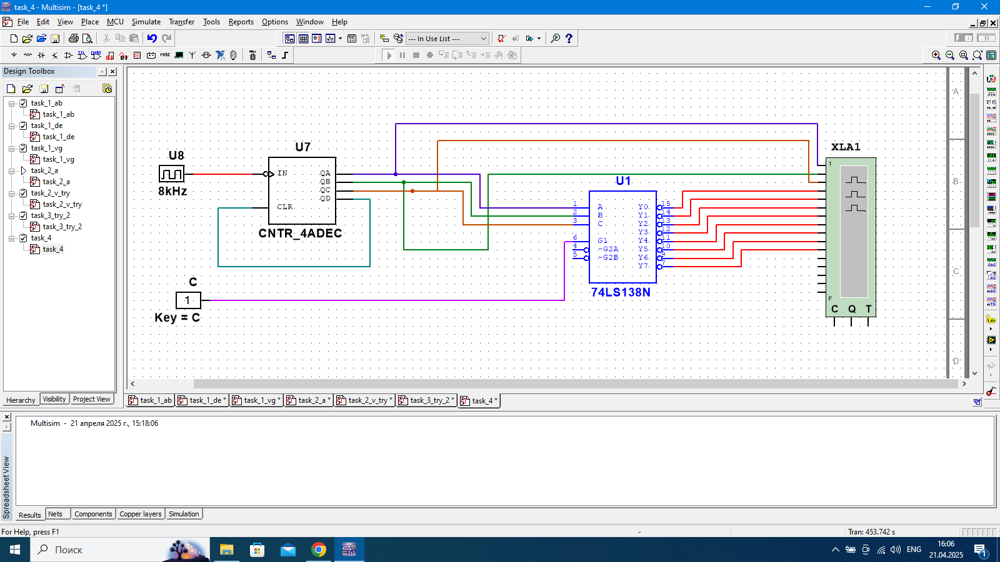 task_4 - Multisim - [task_4 *]
File Edit View Place MCU Simulate Transfer Tools Reports Options Window Help
--- In Use List ---
MISC
Design Toolbox
task_1_ab
task_1_ab
task_1_de
task_1_de
task_1_vg
task_1_vg
task_2_a
task_2_a
task_2_v_try
task_2_v_try
task_3_try_2
task_3_try_2
task_4
task_4
Hierarchy Visibility Project View
U8
8kHz
U7
IN
QA
QB
QC
QD
CLR
CNTR_4ADEC
C
1
Key = C
U1
1 A Y0 15
2 B Y1 14
3 C Y2 13
Y3 12
6 G1 Y4 11
4 ~G2A Y5 10
5 ~G2B Y6 9
Y7 7
74LS138N
XLA1
1
F
C Q T
A
B
C
D
task_1_ab task_1_de * task_1_vg * task_2_a * task_2_v_try * task_3_try_2 * task_4 *
Multisim - 21 апреля 2025 г., 15:18:06
Spreadsheet View
Results Nets Components Copper layers Simulation
For Help, press F1
-
Tran: 453.742 s
Поиск
ENG
16:06
21.04.2025
1